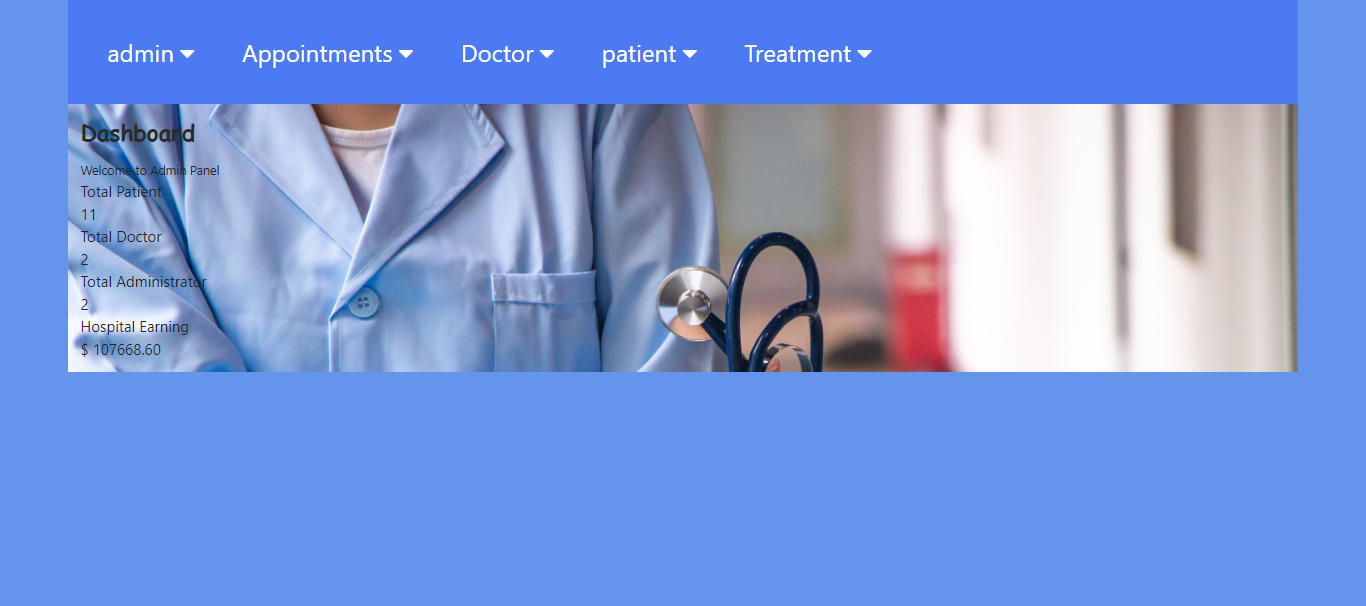 admin Appointments Doctor patient Treatment
Dashboard
Welcome to Admin Panel
Total Patient
11
Total Doctor
2
Total Administrator
2
Hospital Earning
$ 107668.60